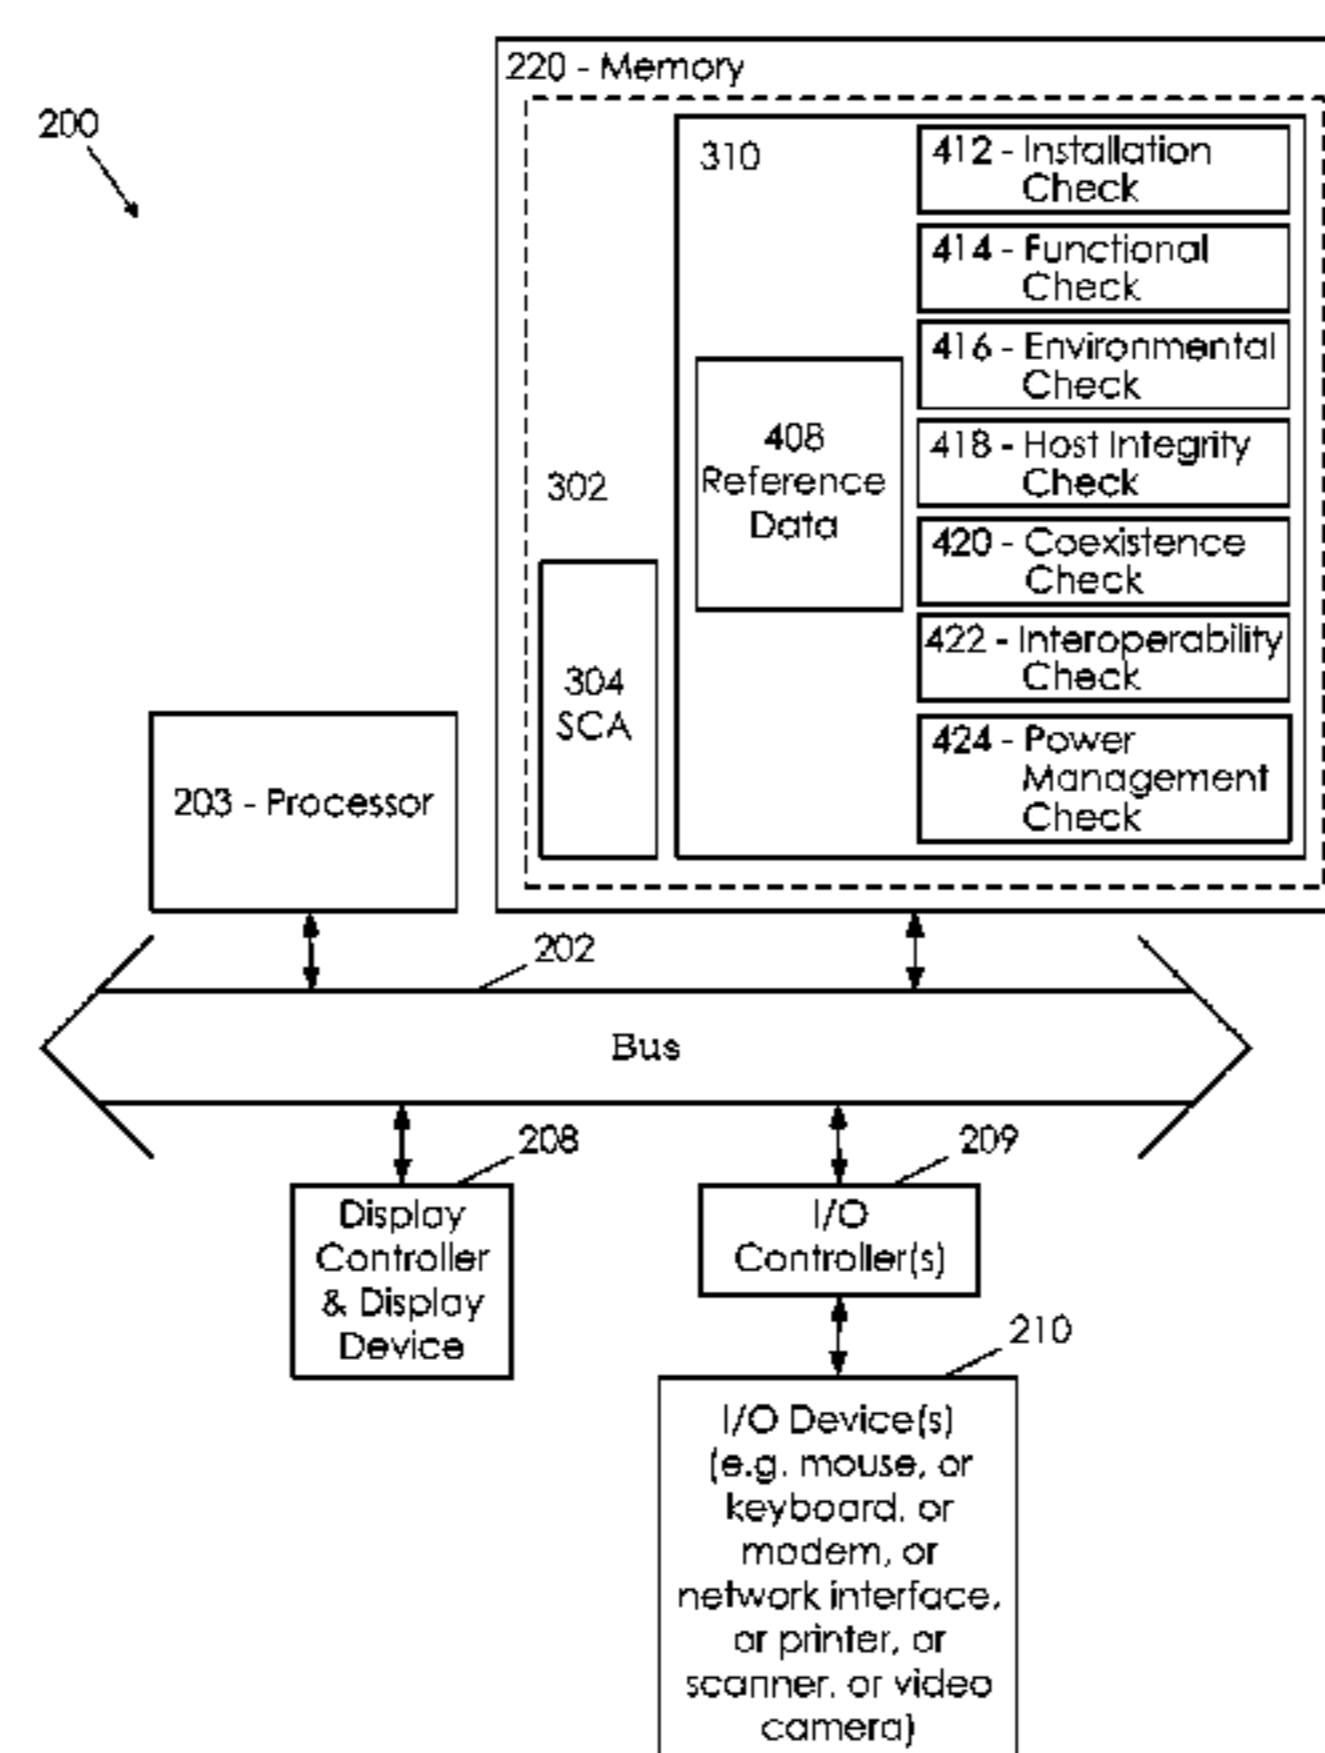 220 - Memory
200
310
412 - Installation
Check
414 - Functional
Check
416 - Environmental
Check
408
Reference
Data
418 - Host Integrity
Check
302
420 - Coexistence
Check
422 - Interoperability
Check
304
SCA
424 - Power
Management
Check
203 - Processor
202
Bus
208
209
Display
Controller
& Display
Device
I/O
Controller(s)
210
I/O Device(s)
(e.g. mouse, or
keyboard, or
modem, or
network interface,
or printer, or
scanner, or video
camera)